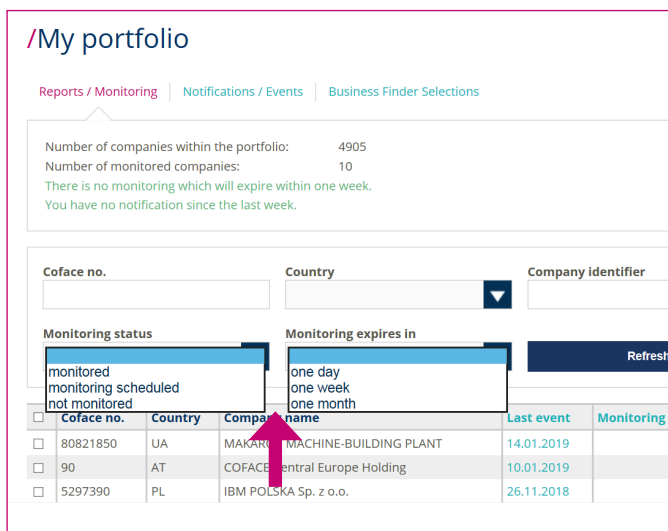 /My portfolio
Reports / Monitoring Notifications / Events Business Finder Selections
Number of companies within the portfolio: 4905
Number of monitored companies: 10
There is no monitoring which will expire within one week.
You have no notification since the last week.
Coface no. Country Company identifier
Monitoring status Monitoring expires in
Refresh
monitored one day
monitoring scheduled one week
not monitored one month
Coface no. Country Company name Last event Monitoring
80821850 UA MACHINE-BUILDING PLANT 14.01.2019
90 AT COFACE Central Europe Holding 10.01.2019
5297390 PL IBM POLSKA Sp. z o.o. 26.11.2018